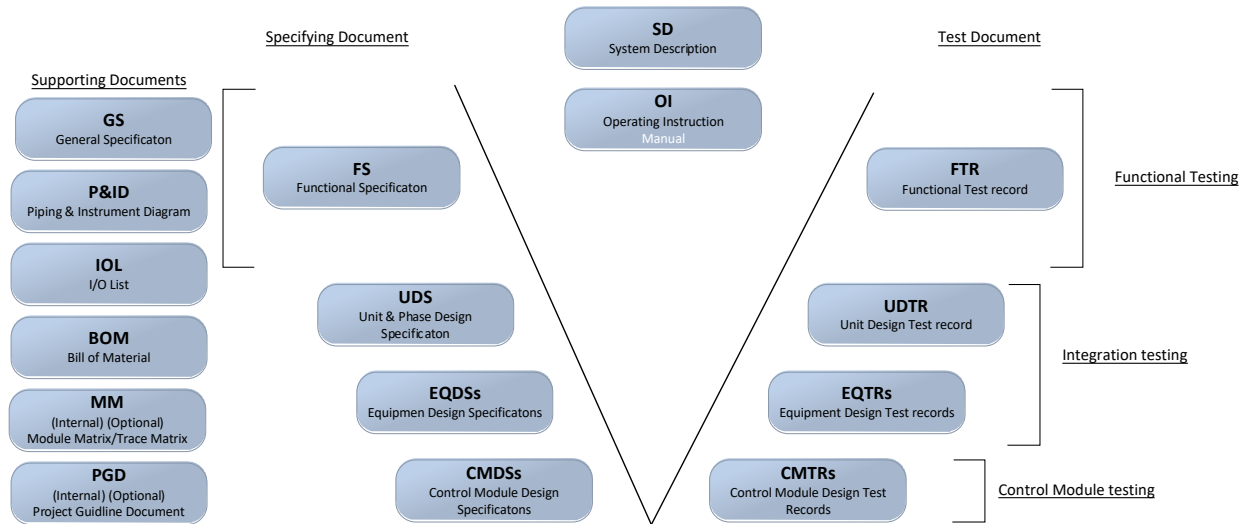 Specifying Document
SD
System Description
Test Document
Supporting Documents
GS
General Specificaton
OI
Operating Instruction
Manual
FS
Functional Specificaton
FTR
Functional Test record
Functional Testing
P&ID
Piping & Instrument Diagram
IOL
I/O List
UDS
Unit & Phase Design
Specificaton
UDTR
Unit Design Test record
Integration testing
BOM
Bill of Material
EQDSs
Equipmen Design Specificatons
EQTRs
Equipment Design Test records
MM
(Internal) (Optional)
Module Matrix/Trace Matrix
PGD
(Internal) (Optional)
Project Guidline Document
CMDSs
Control Module Design
Specificatons
CMTRs
Control Module Design Test
Records
Control Module testing